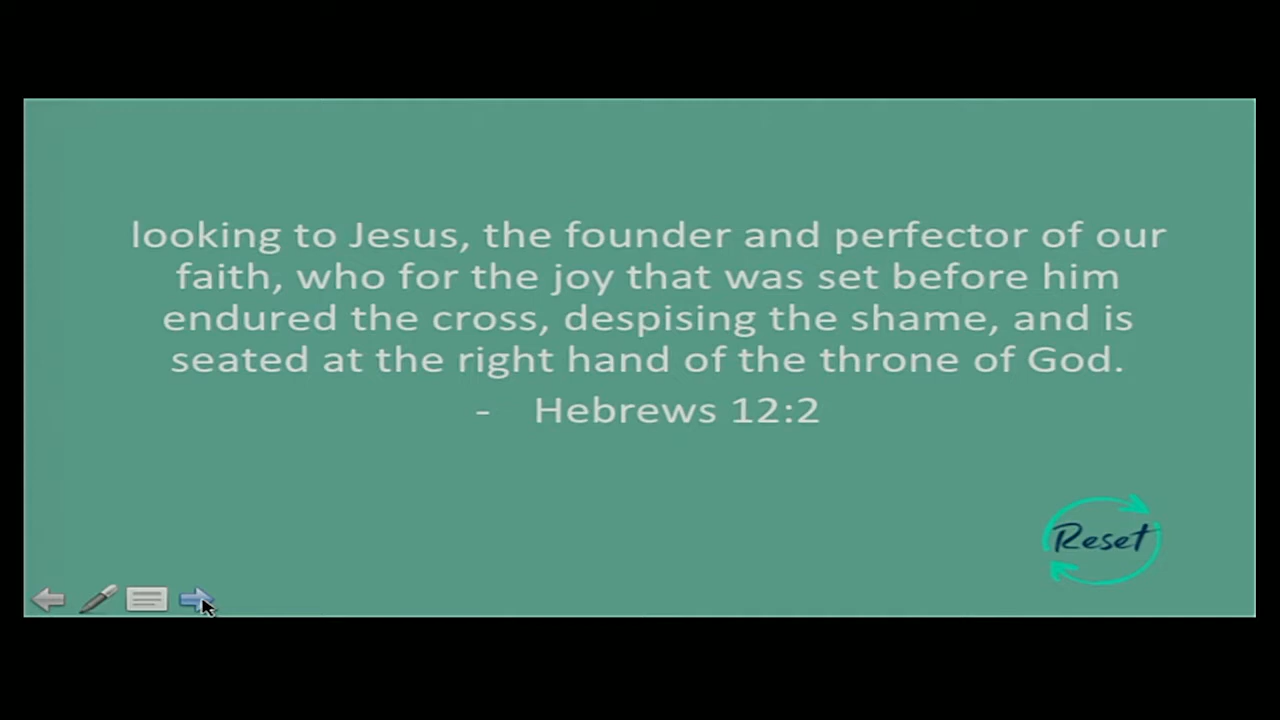 looking to Jesus, the founder and perfector of our
faith, who for the joy that was set before him
endured the cross, despising the shame, and is
seated at the right hand of the throne of God.
- Hebrews 12:2
Reset